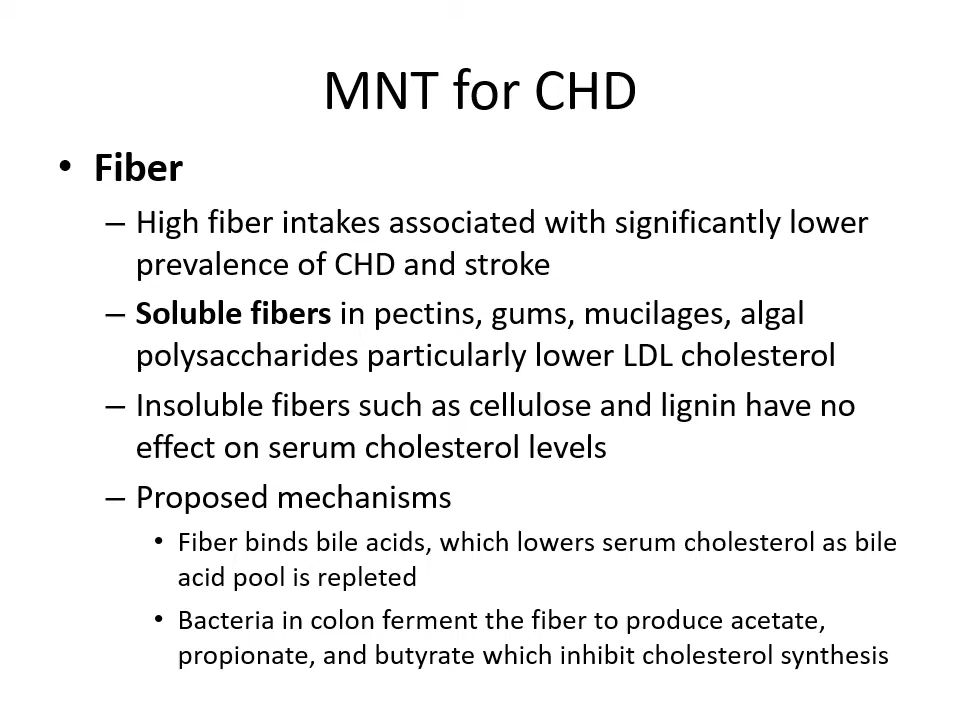 MNT for CHD
• Fiber
– High fiber intakes associated with significantly lower
prevalence of CHD and stroke
– Soluble fibers in pectins, gums, mucilages, algal
polysaccharides particularly lower LDL cholesterol
– Insoluble fibers such as cellulose and lignin have no
effect on serum cholesterol levels
– Proposed mechanisms
• Fiber binds bile acids, which lowers serum cholesterol as bile
acid pool is repleted
• Bacteria in colon ferment the fiber to produce acetate,
propionate, and butyrate which inhibit cholesterol synthesis